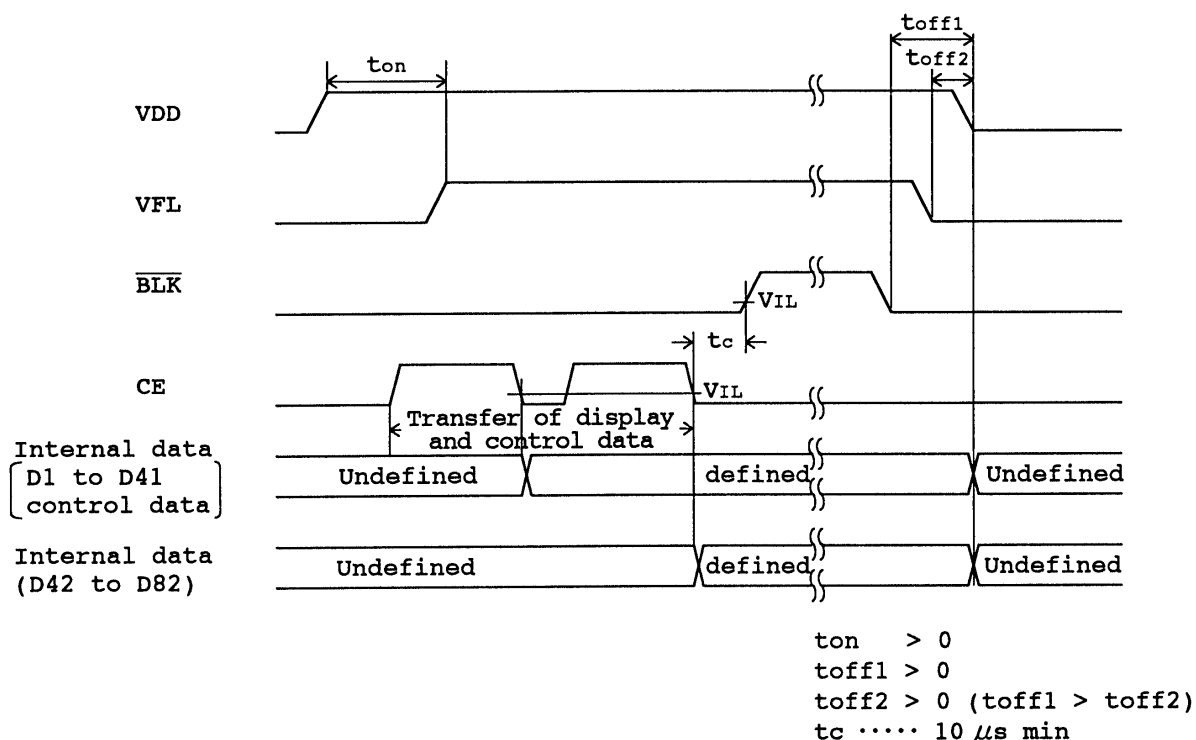 toff1
ton
toff2
VDD
VFL
BLK
VIL
tc
CE
VIL
Transfer of display
and control data
Internal data
D1 to D41
control data
Undefined
defined
Undefined
Internal data
(D42 to D82)
Undefined
defined
Undefined
ton > 0
toff1 > 0
toff2 > 0 (toff1 > toff2)
tc ····· 10 μs min